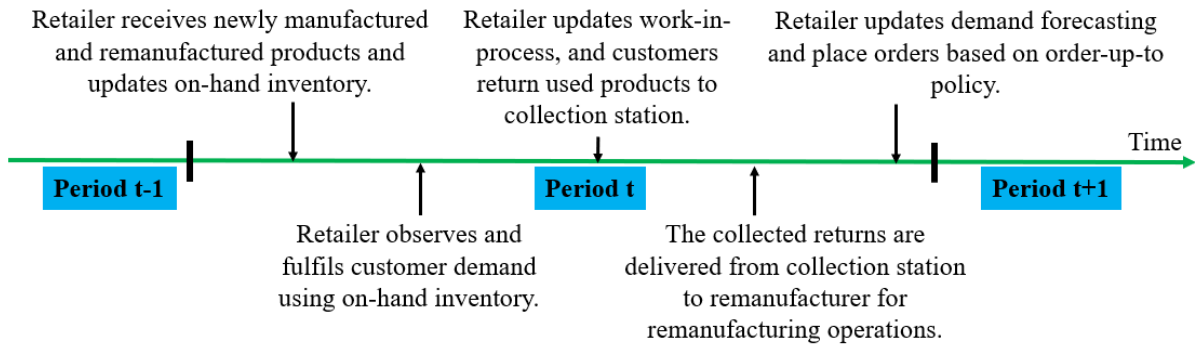 Retailer receives newly manufactured
and remanufactured products and
updates on-hand inventory.
Retailer updates work-in-
process, and customers
return used products to
collection station.
Retailer updates demand forecasting
and place orders based on order-up-to
policy.
Time
Period t-1
Period t
Period t+1
Retailer observes and
fulfils customer demand
using on-hand inventory.
The collected returns are
delivered from collection station
to remanufacturer for
remanufacturing operations.